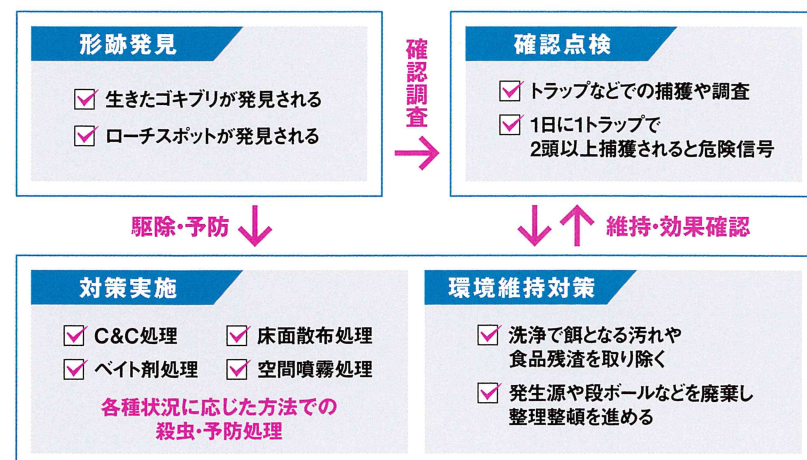 形跡発見
生きたゴキブリが発見される
ローチスポットが発見される
確認調査
確認点検
トラップなどでの捕獲や調査
1日に1トラップで
2頭以上捕獲されると危険信号
駆除・予防
維持・効果確認
対策実施
C&C処理
床面散布処理
ベイト剤処理
空間噴霧処理
各種状況に応じた方法での
殺虫・予防処理
環境維持対策
洗浄で餌となる汚れや
食品残渣を取り除く
発生源や段ボールなどを廃棄し
整理整頓を進める